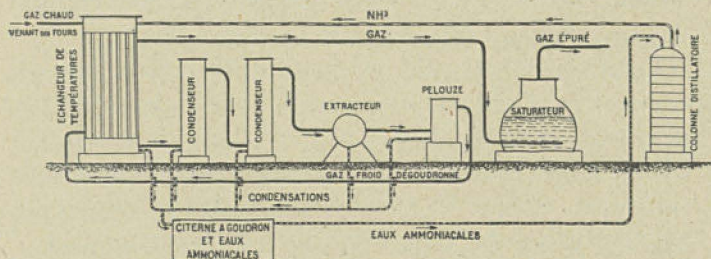 GAZ CHAUD
VENANT DES FOURS
NH³
GAZ
GAZ ÉPURÉ
ECHANGEUR DE
TEMPÉRATURES
CONDENSEUR
CONDENSEUR
EXTRACTEUR
PELOUZE
SATURATEUR
COLONNE DISTILLATOIRE
GAZ FROID DÉGOUDRONNÉ
CONDENSATIONS
CITERNE A GOUDRON
ET EAUX
AMMONIACALES
EAUX AMMONIACALES